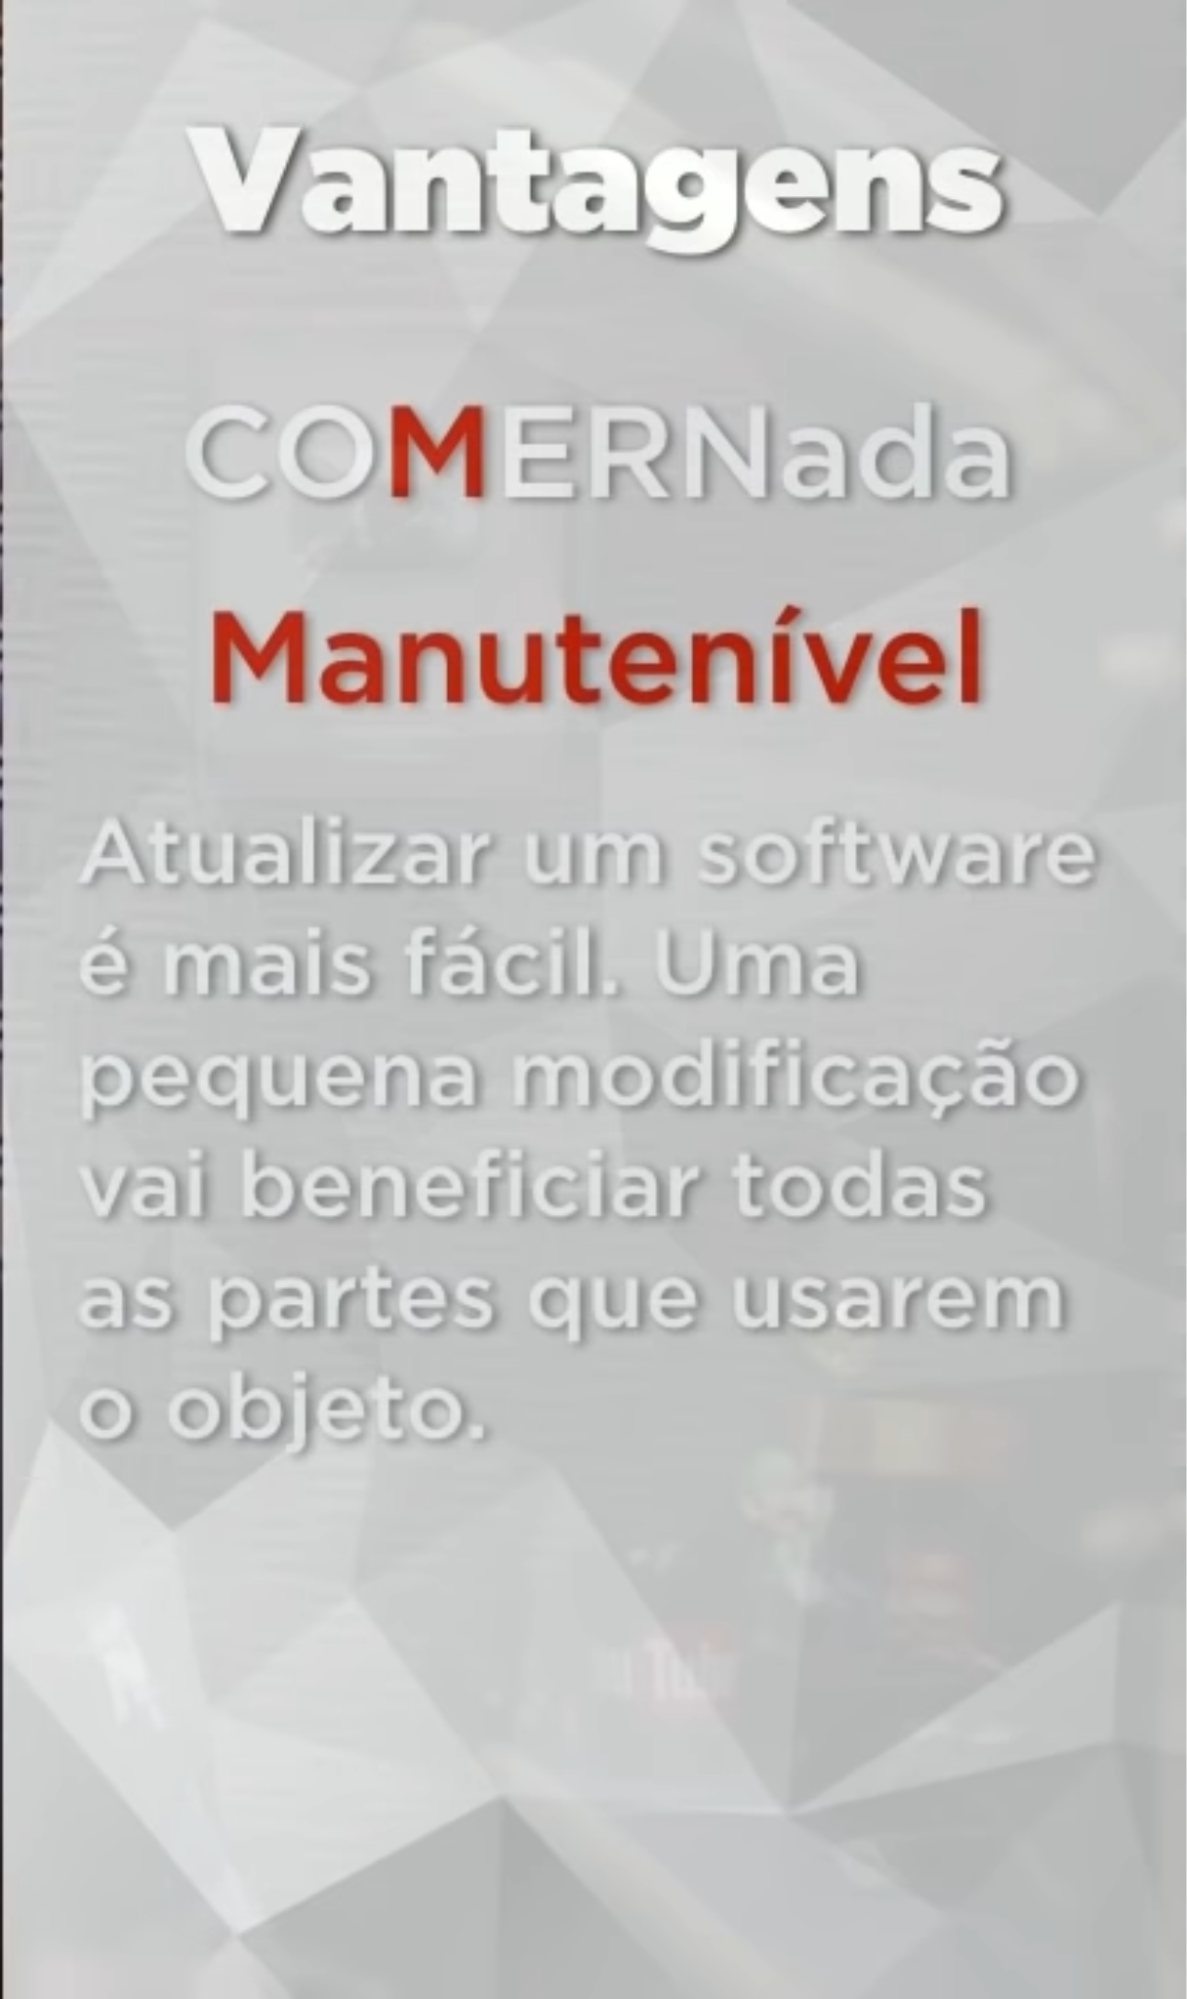 Vantagens
COMERNada
Manutenível
Atualizar um software
é mais fácil. Uma
pequena modificação
vai beneficiar todas
as partes que usarem
o objeto.